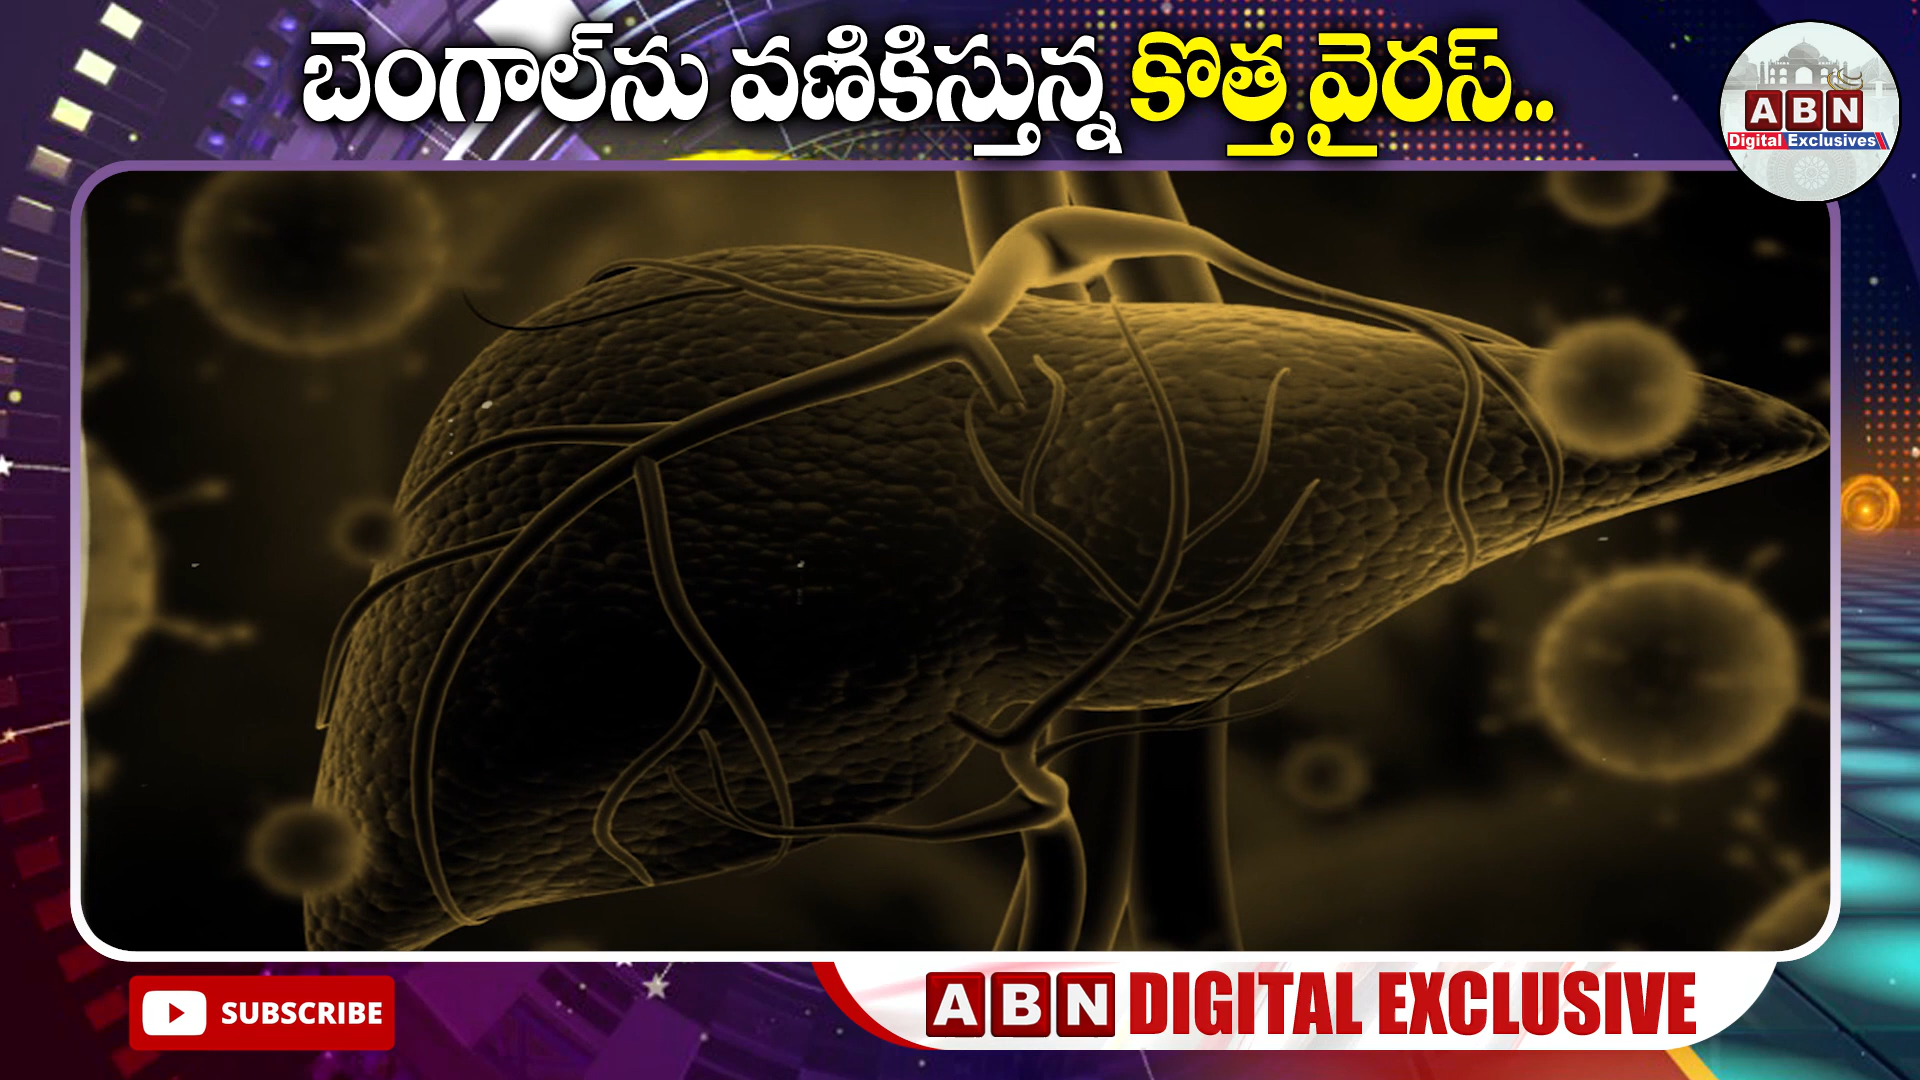 బెంగాల్‌ను వణికిస్తున్న కొత్త వైరస్..
ABN
Digital Exclusives
SUBSCRIBE
ABN DIGITAL EXCLUSIVE